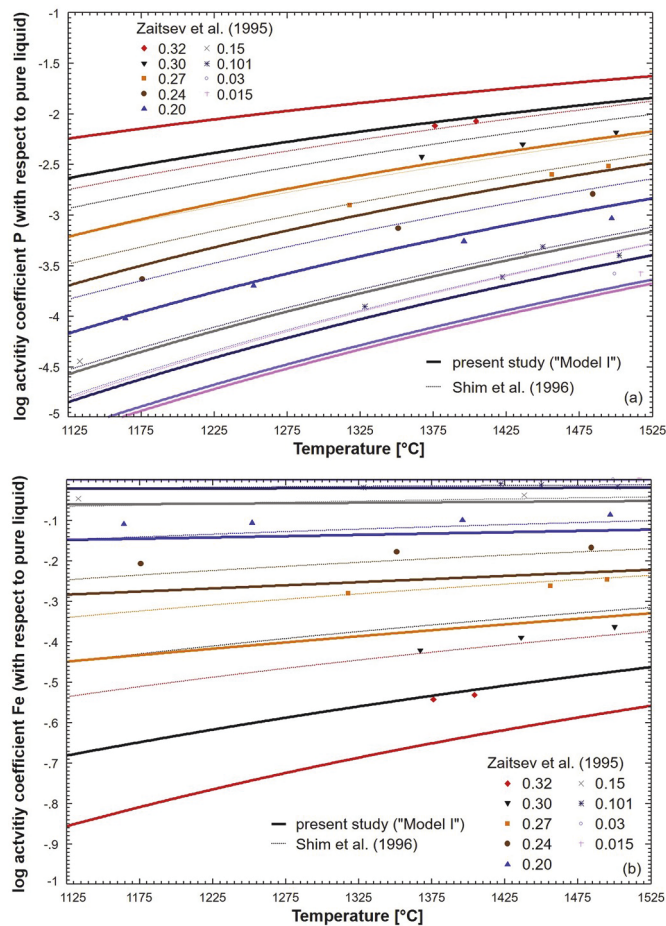 -1
Zaitsev et al. (1995)
0.32 0.15
0.30 0.101
0.27 0.03
0.24 0.015
0.20
-1.5
-2
-2.5
-3
-3.5
-4
-4.5
-5
log actvitiy coefficient P (with respect to pure liquid)
present study ("Model I")
Shim et al. (1996)
(a)
1125 1175 1225 1275 1325 1375 1425 1475 1525
Temperature [°C]
-.1
-.2
-.3
-.4
-.5
-.6
-.7
-.8
-.9
-1
log actvitiy coefficient Fe (with respect to pure liquid)
Zaitsev et al. (1995)
0.32 0.15
0.30 0.101
0.27 0.03
0.24 0.015
0.20
present study ("Model I")
Shim et al. (1996)
(b)
1125 1175 1225 1275 1325 1375 1425 1475 1525
Temperature [°C]